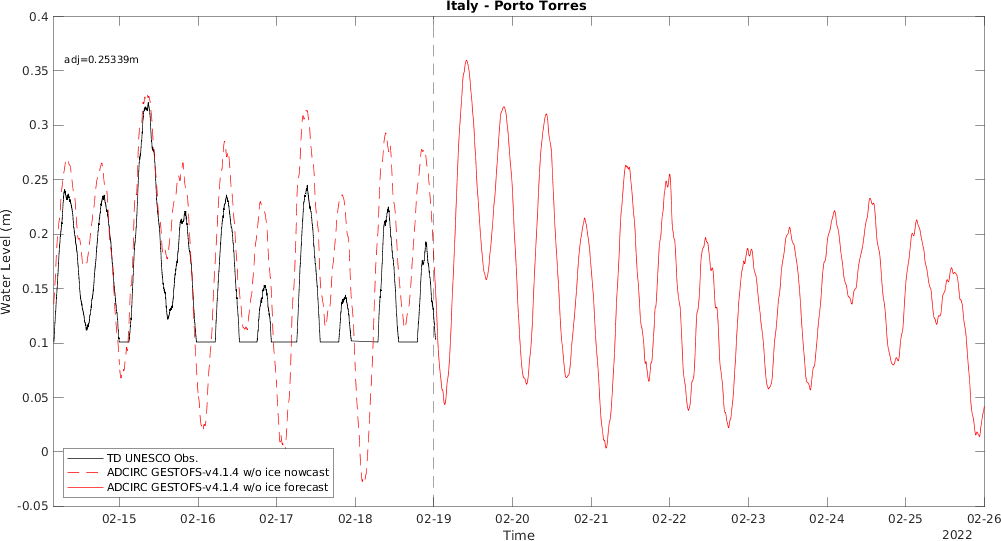 Italy - Porto Torres
adj=0.25339m
Water Level (m)
0.4
0.35
0.3
0.25
0.2
0.15
0.1
0.05
0
-0.05
TD UNESCO Obs.
ADCIRC GESTOFS-v4.1.4 w/o ice nowcast
ADCIRC GESTOFS-v4.1.4 w/o ice forecast
02-15 02-16 02-17 02-18 02-19 02-20 02-21 02-22 02-23 02-24 02-25 02-26
Time
2022